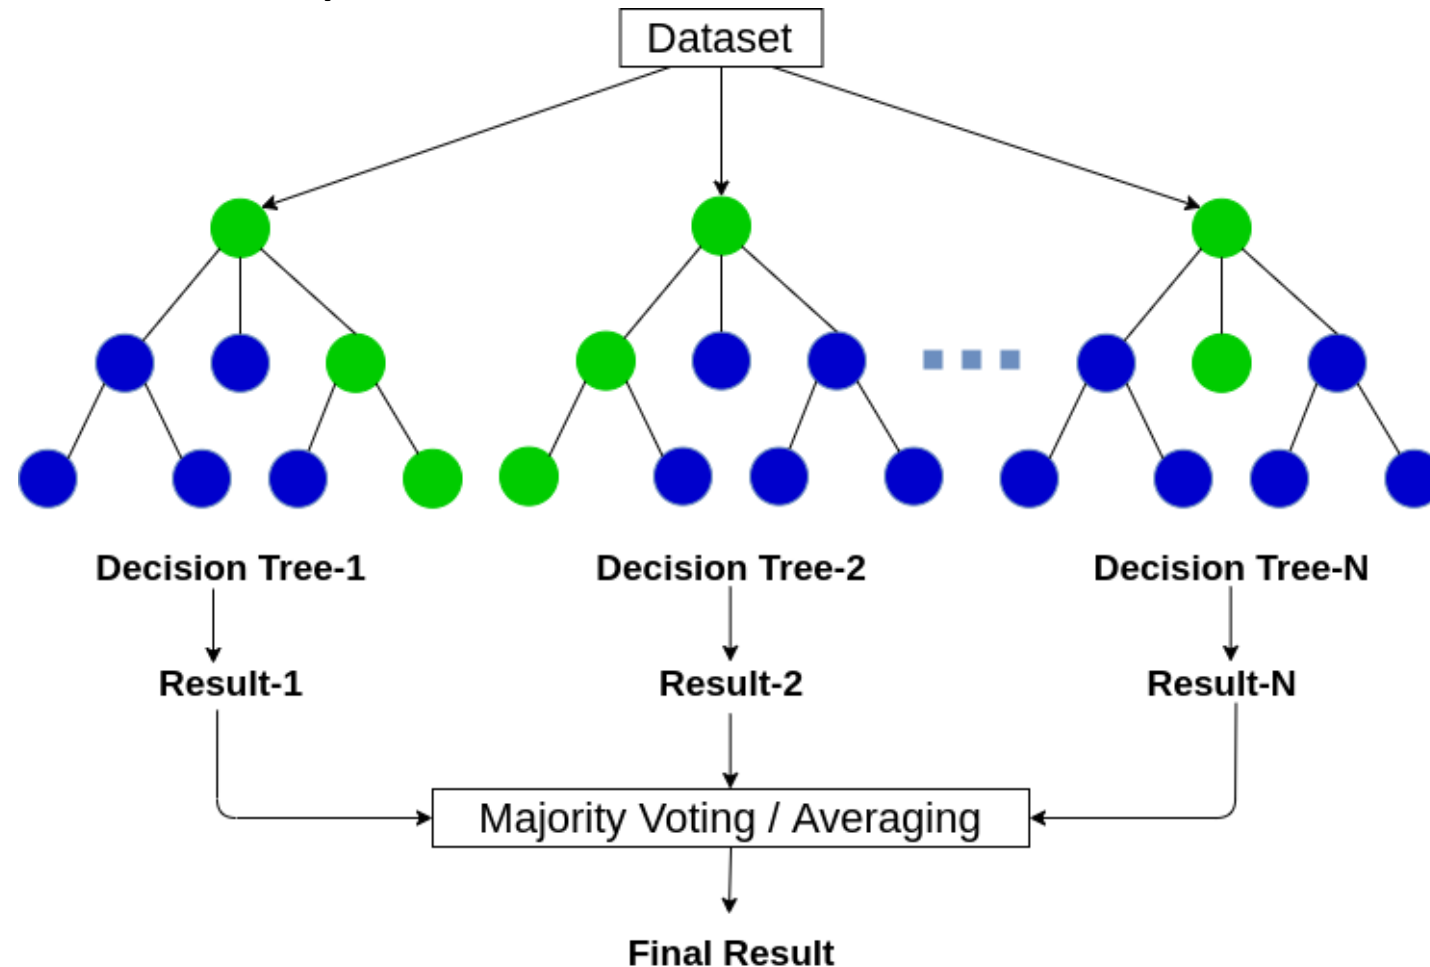 Dataset
Decision Tree-1
Decision Tree-2
Decision Tree-N
Result-1
Result-2
Result-N
Majority Voting / Averaging
Final Result